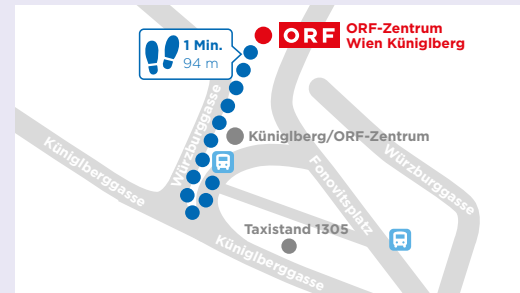 1 Min.
94 m
ORF
ORF-Zentrum
Wien Küniglberg
Würzburggasse
Küniglberg/ORF-Zentrum
Küniglberggasse
Fonovitsplatz
Würzburggasse
Taxistand 1305
Küniglberggasse